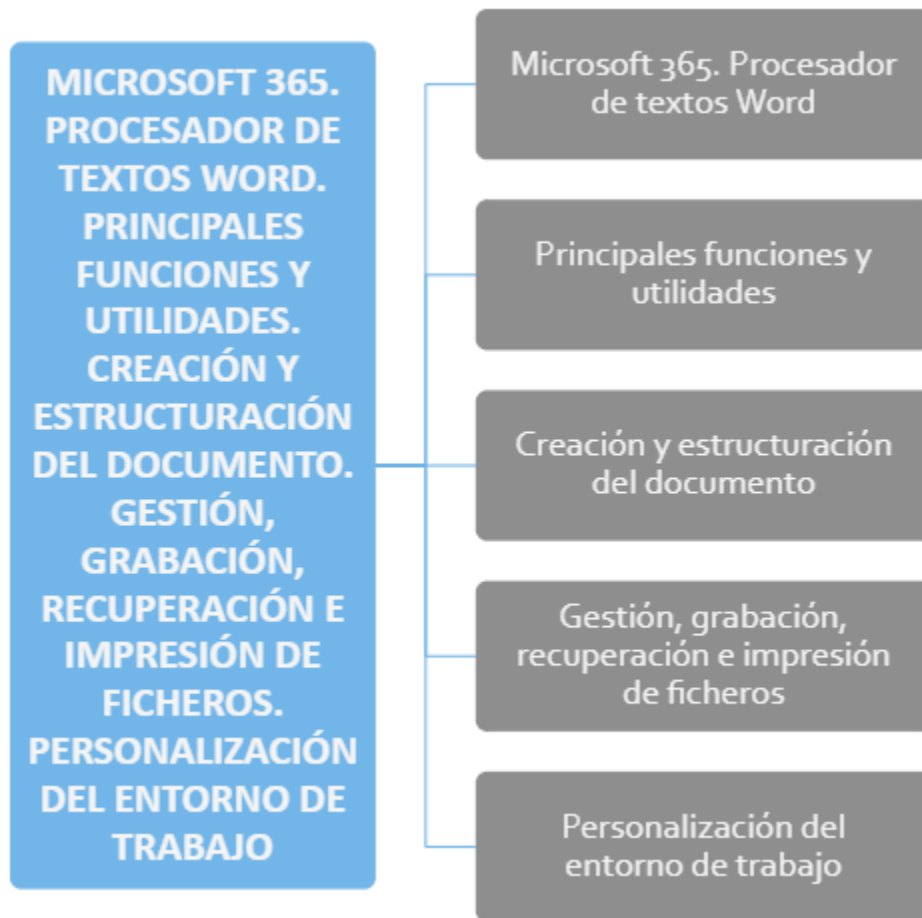 MICROSOFT 365.
PROCESADOR DE
TEXTOS WORD.
PRINCIPALES
FUNCIONES Y
UTILIDADES.
CREACIÓN Y
ESTRUCTURACIÓN
DEL DOCUMENTO.
GESTIÓN,
GRABACIÓN,
RECUPERACIÓN E
IMPRESIÓN DE
FICHEROS.
PERSONALIZACIÓN
DEL ENTORNO DE
TRABAJO
Microsoft 365. Procesador
de textos Word
Principales funciones y
utilidades
Creación y estructuración
del documento
Gestión, grabación,
recuperación e impresión
de ficheros
Personalización del
entorno de trabajo